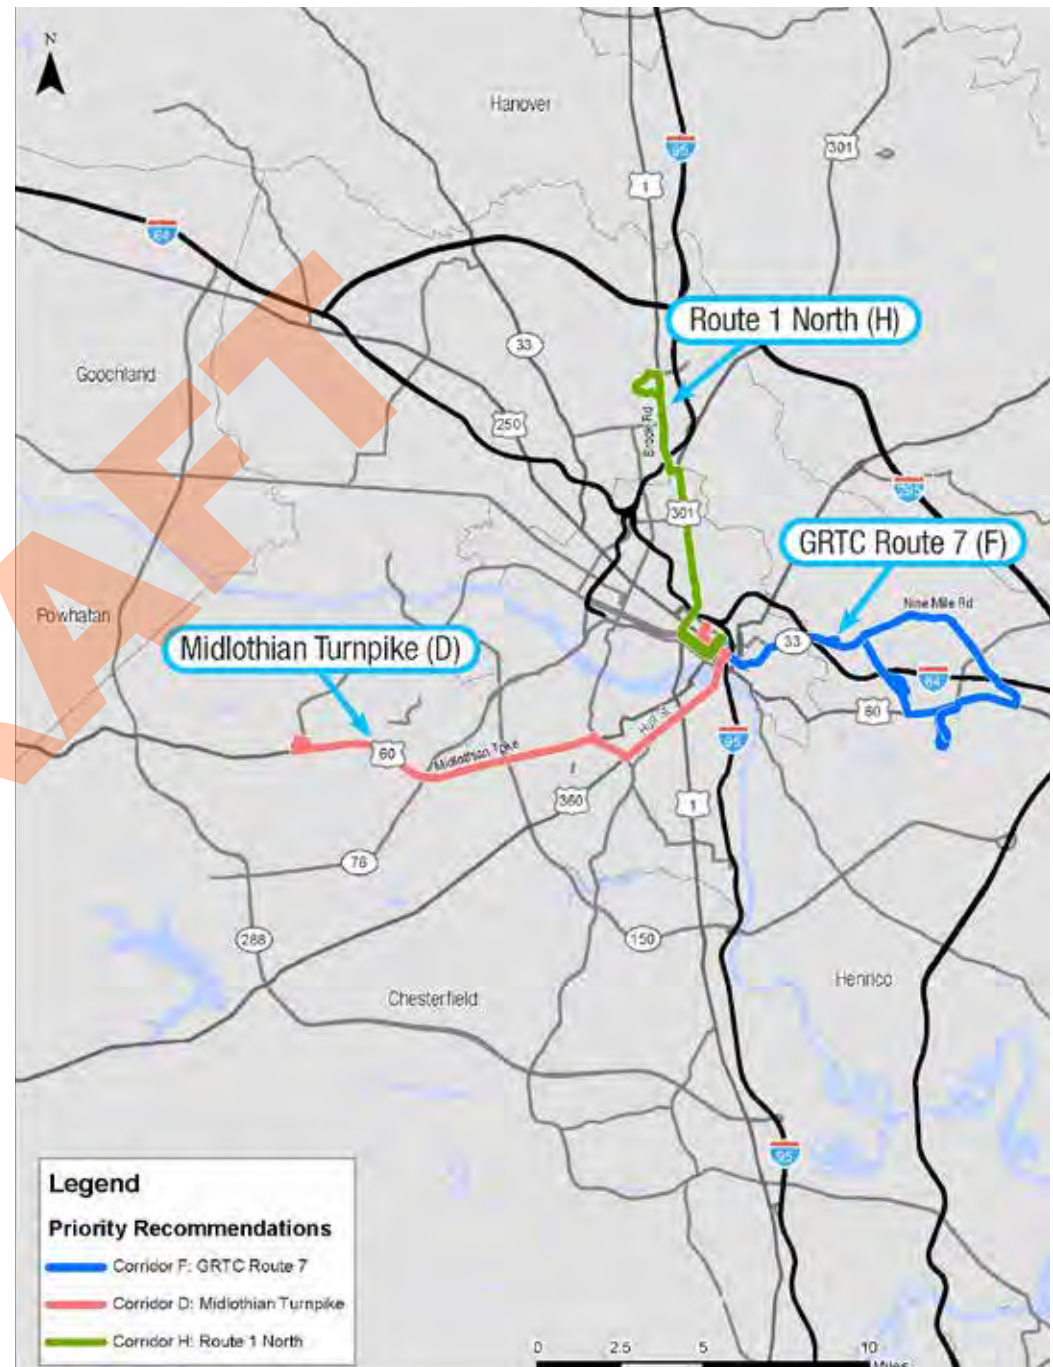 N
Hanover
95
301
1
64
Route 1 North (H)
33
Goochland
250
Brook Rd
295
301
GRTC Route 7 (F)
Nine Mile Rd
Powhatan
33
Midlothian Turnpike (D)
64
60
Hull St
95
60
Midlothian Tpke
360
1
76
288
150
Henrico
Chesterfield
95
DRAFT
Legend
Priority Recommendations
Corridor F: GRTC Route 7
Corridor D: Midlothian Turnpike
Corridor H: Route 1 North
0 2.5 5 10
Miles